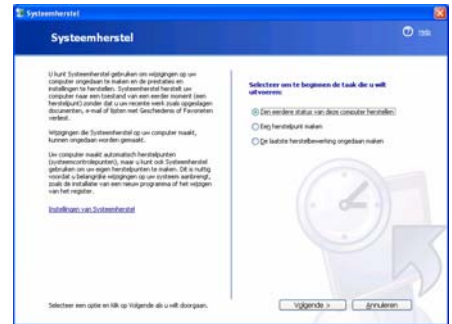 Systeemherstel
Systeemherstel
Help
U kunt Systeemherstel gebruiken om wijzigingen op uw
computer ongedaan te maken en de prestaties en
instellingen te herstellen. Systeemherstel herstelt uw
computer naar een toestand van een eerder moment (een
herstelpunt) zonder dat u uw recente werk zoals opgeslagen
documenten, e-mail of lijsten met Geschiedenis of Favorieten
verliest.
Wijzigingen die Systeemherstel op uw computer maakt,
kunnen ongedaan worden gemaakt.
Uw computer maakt automatisch herstelpunten
(systeemcontrolepunten), maar u kunt ook Systeemherstel
gebruiken om uw eigen herstelpunten te maken. Dit is nuttig
voordat u belangrijke wijzigingen op uw systeem aanbrengt,
zoals de installatie van een nieuw programma of het wijzigen
van het register.
Instellingen van Systeemherstel
Selecteer om te beginnen de taak die u wilt
uitvoeren:
Een eerdere status van deze computer herstellen
Een herstelpunt maken
De laatste herstelbewerking ongedaan maken
Selecteer een optie en klik op Volgende als u wilt doorgaan.
Volgende >
Annuleren